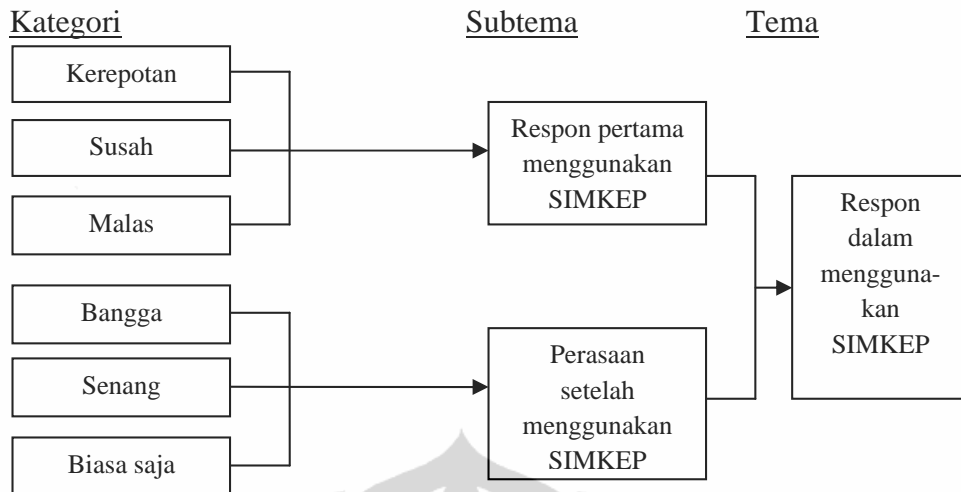 Kategori
Subtema
Tema
Kerepotan
Susah
Malas
Respon pertama
menggunakan
SIMKEP
Bangga
Senang
Biasa saja
Perasaan
setelah
menggunakan
SIMKEP
Respon
dalam
mengguna-
kan
SIMKEP